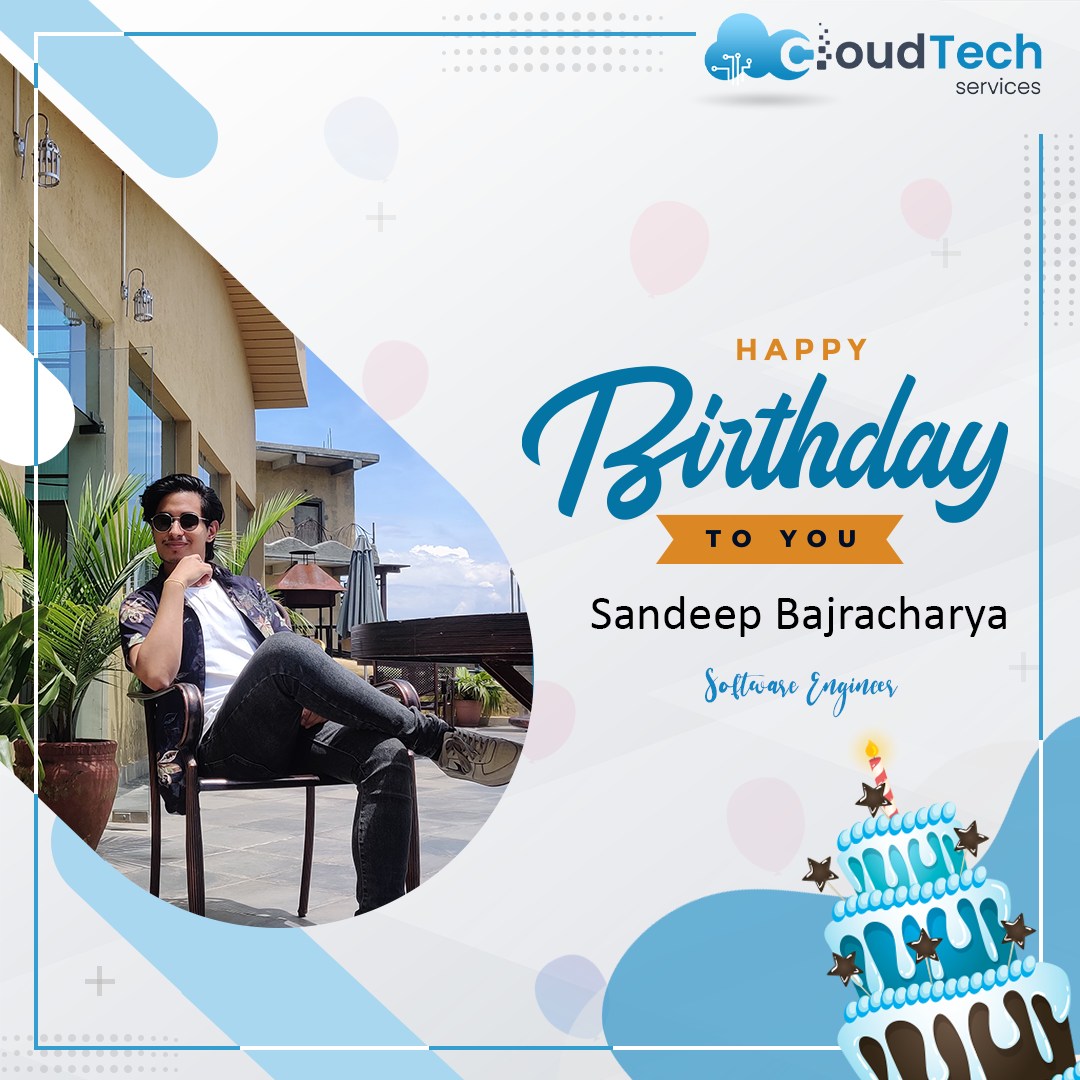 CloudTech
services
HAPPY
Birthday
TO YOU
Sandeep Bajracharya
Software Engineer